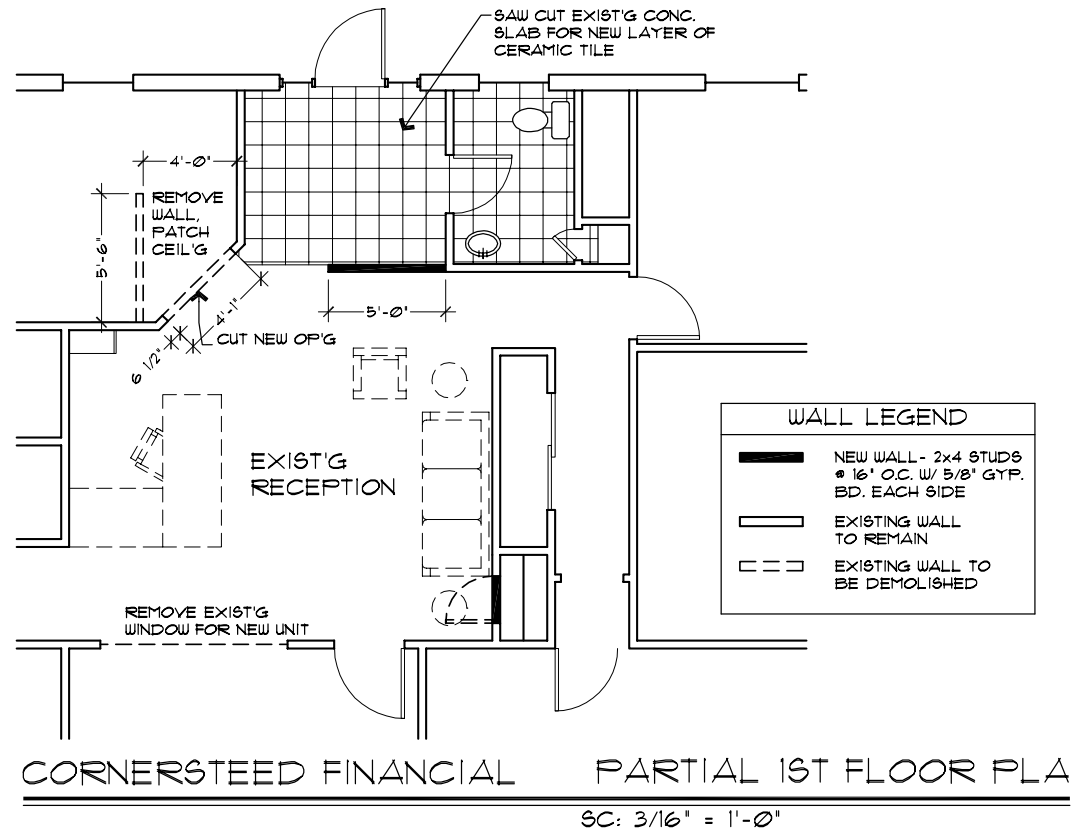 SAW CUT EXIST'G CONC.
SLAB FOR NEW LAYER OF
CERAMIC TILE
4'-0"
REMOVE
WALL,
PATCH
CEIL'G
5'-6"
4'-1"
5'-0"
CUT NEW OP'G
6 1/2"
WALL LEGEND
NEW WALL- 2x4 STUDS
@ 16" O.C. W/ 5/8" GYP.
BD. EACH SIDE
EXISTING WALL
TO REMAIN
EXISTING WALL TO
BE DEMOLISHED
EXIST'G
RECEPTION
REMOVE EXIST'G
WINDOW FOR NEW UNIT
CORNERSTEED FINANCIAL PARTIAL 1ST FLOOR PLA
SC: 3/16" = 1'-0"